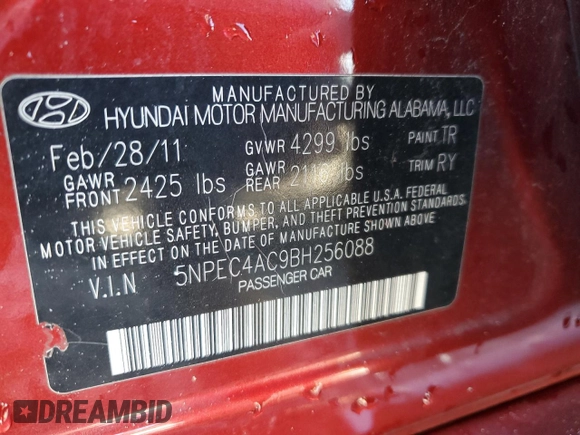 MANUFACTURED BY
HYUNDAI MOTOR MANUFACTURING ALABAMA, LLC
Feb/28/11 GVWR 4299 lbs PAINT TR
GAWR FRONT 2425 lbs GAWR REAR lbs TRIM RY
THIS VEHICLE CONFORMS TO ALL APPLICABLE U.S.A. FEDERAL
MOTOR VEHICLE SAFETY, BUMPER, AND THEFT PREVENTION STANDARDS
IN EFFECT ON THE DATE OF MANUFACTURE SHOWN ABOVE
V.I.N 5NPEC4AC9BH256088
PASSENGER CAR
DREAMBID